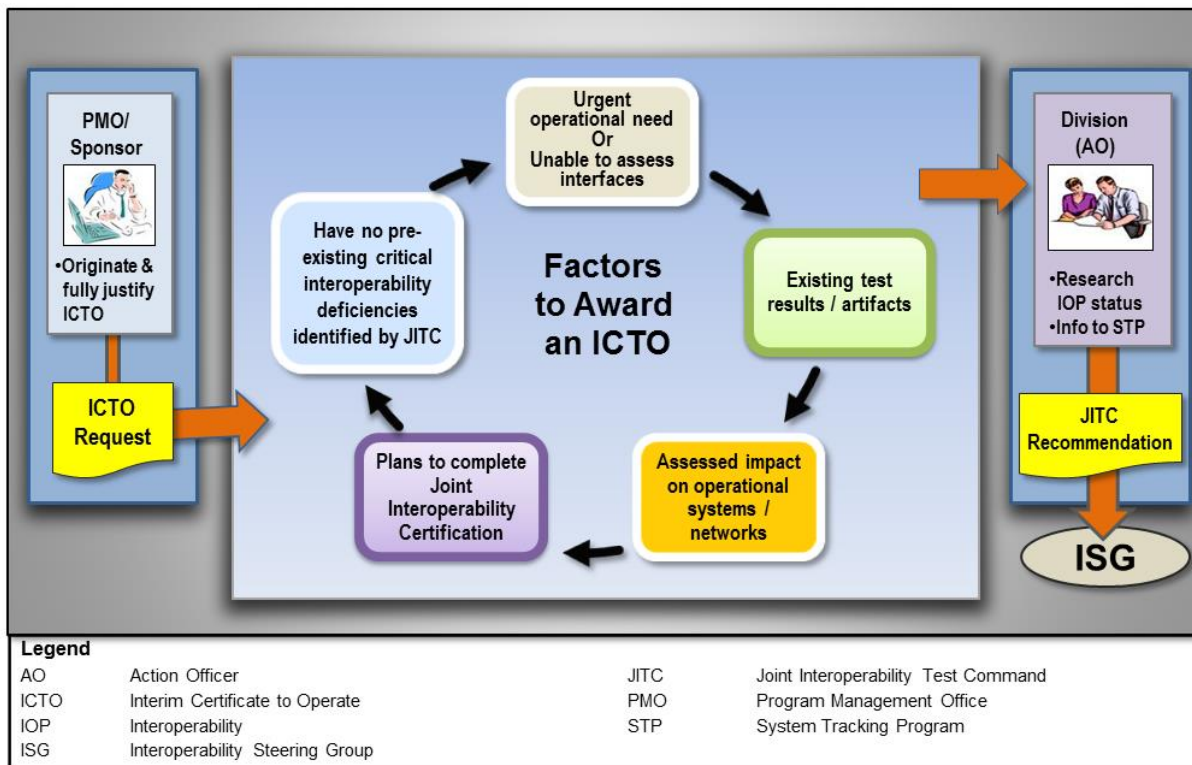 PMO/
Sponsor
•Originate &
fully justify
ICTO
ICTO
Request
Urgent
operational need
Or
Unable to assess
interfaces
Have no pre-
existing critical
interoperability
deficiencies
identified by JITC
Factors
to Award
an ICTO
Existing test
results / artifacts
Plans to complete
Joint
Interoperability
Certification
Assessed impact
on operational
systems /
networks
Division
(AO)
•Research
IOP status
•Info to STP
JITC
Recommendation
ISG
Legend
AO Action Officer
ICTO Interim Certificate to Operate
IOP Interoperability
ISG Interoperability Steering Group
JITC Joint Interoperability Test Command
PMO Program Management Office
STP System Tracking Program